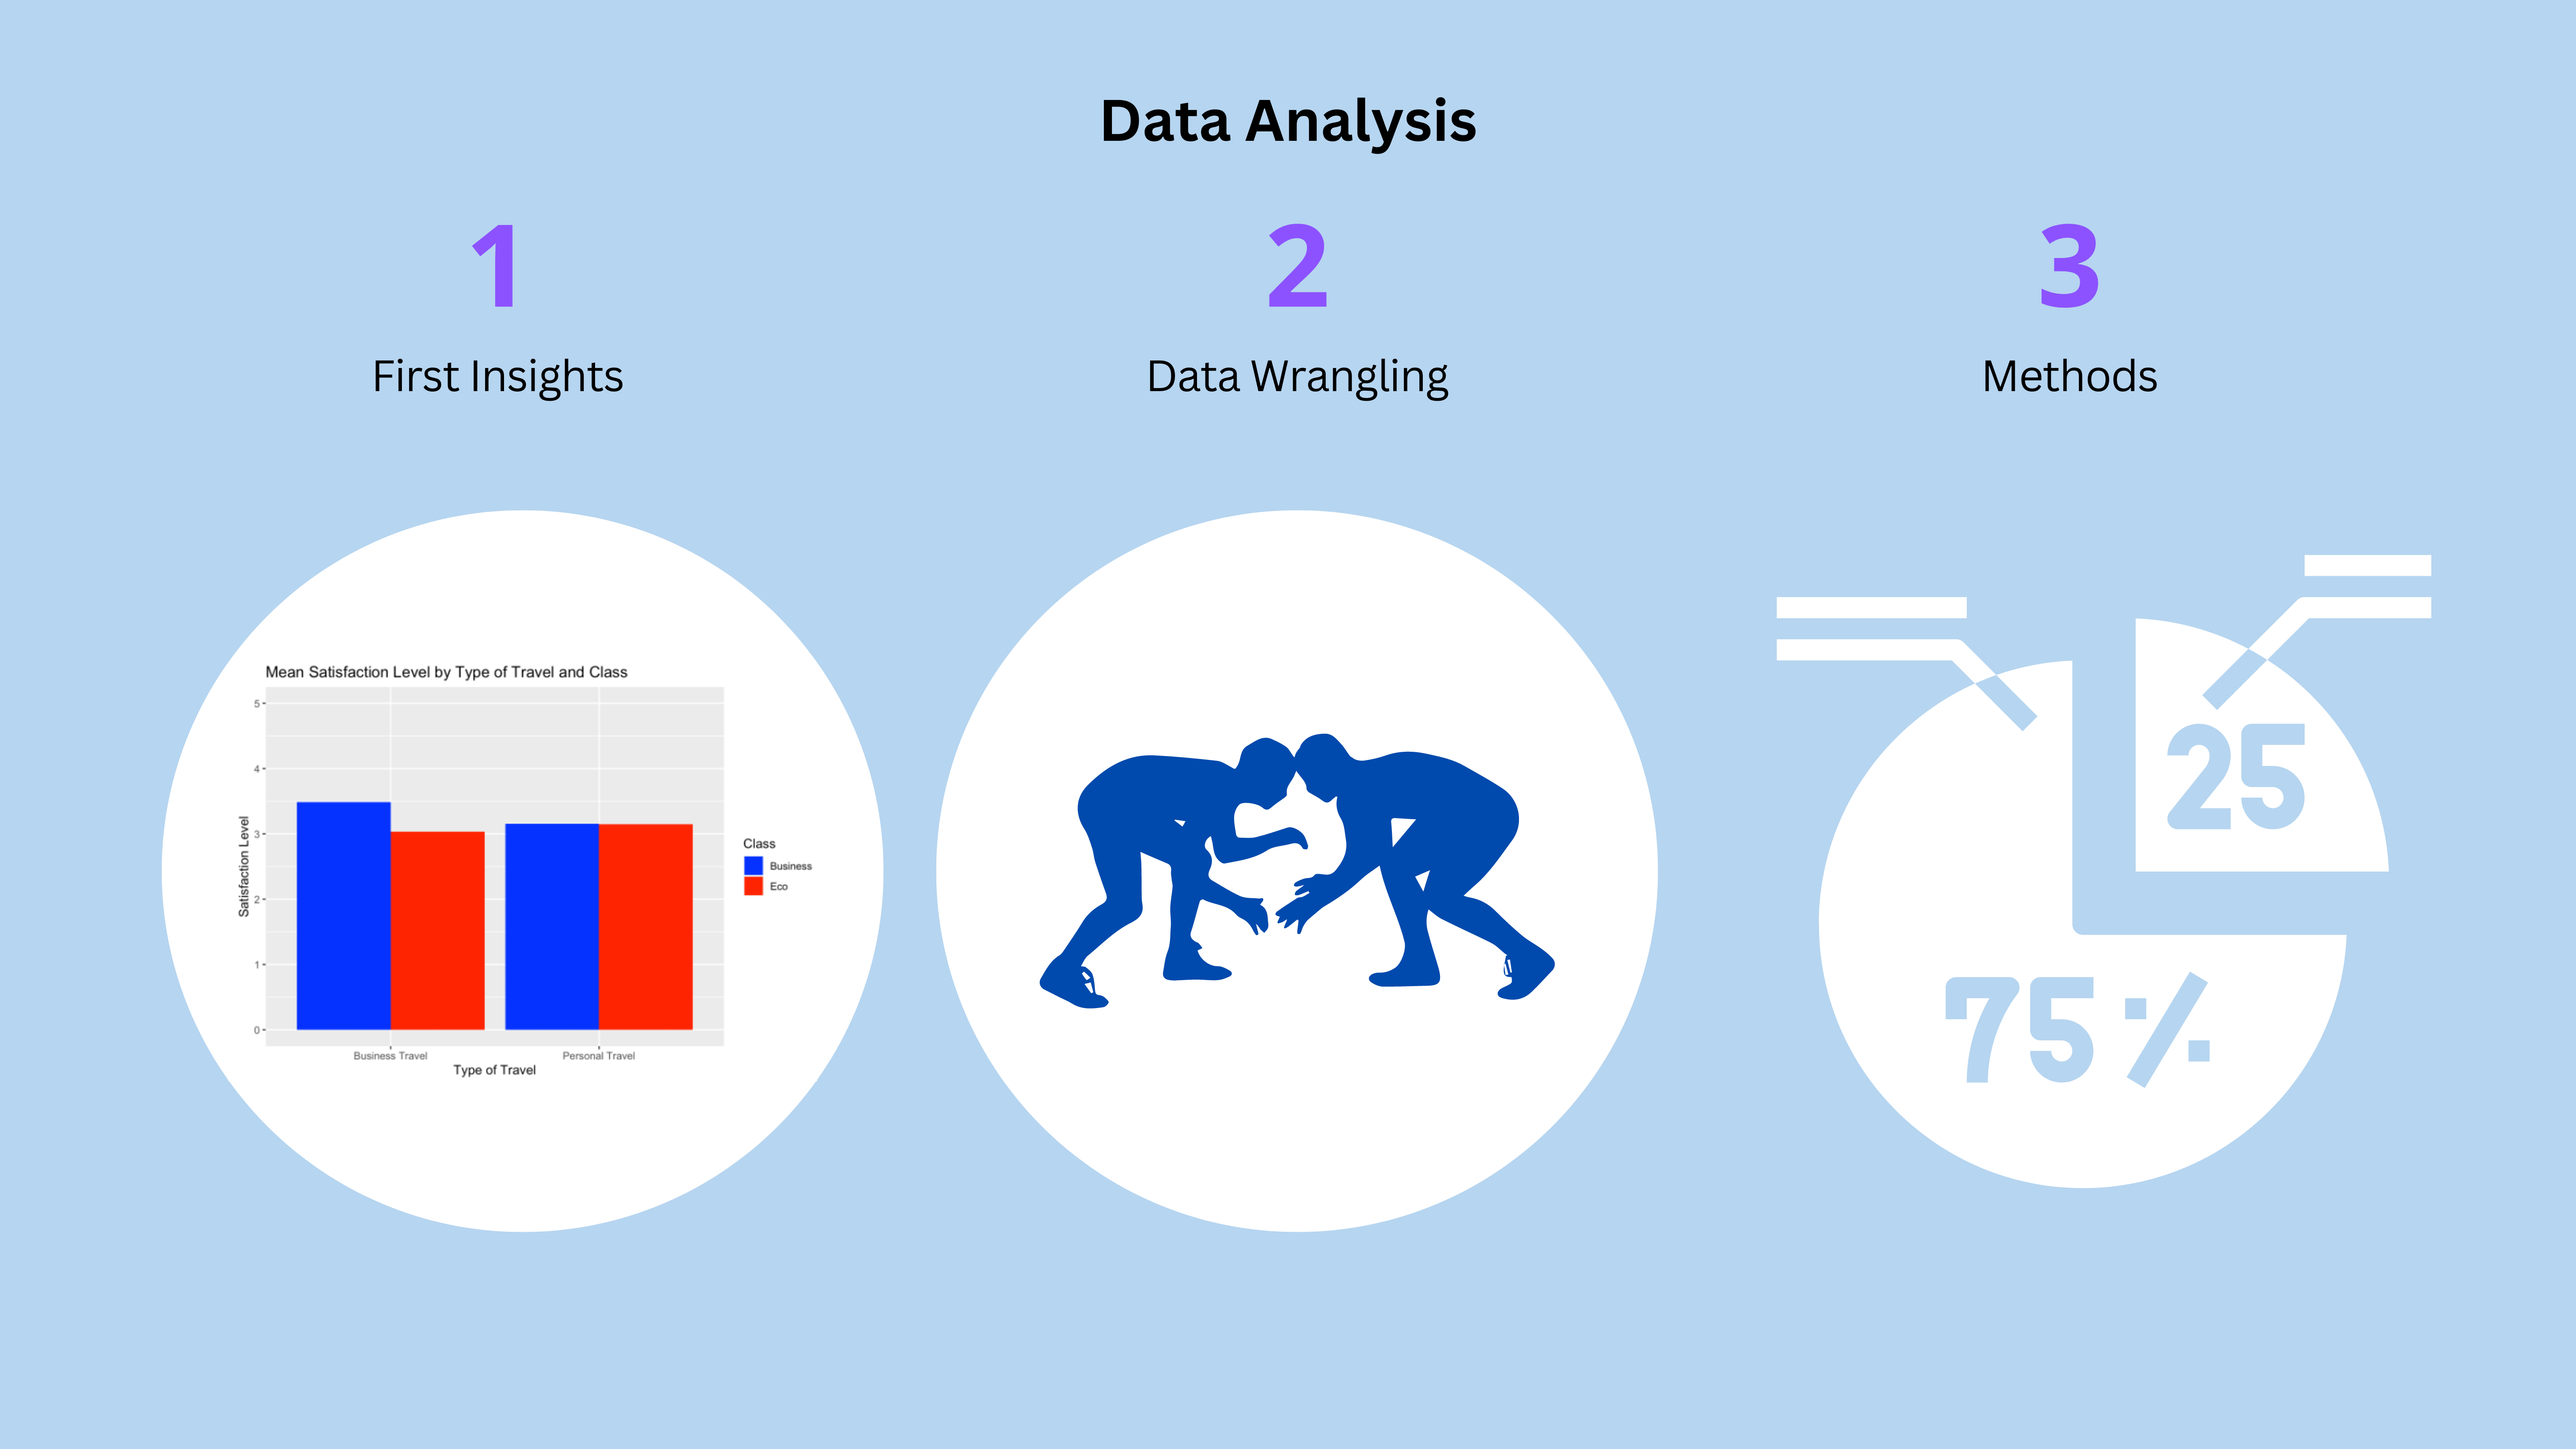 Data Analysis
1
First Insights
2
Data Wrangling
3
Methods
Mean Satisfaction Level by Type of Travel and Class
5
4
3
2
1
0
Satisfaction Level
Business Travel
Personal Travel
Type of Travel
Class
Business
Eco
25
75%